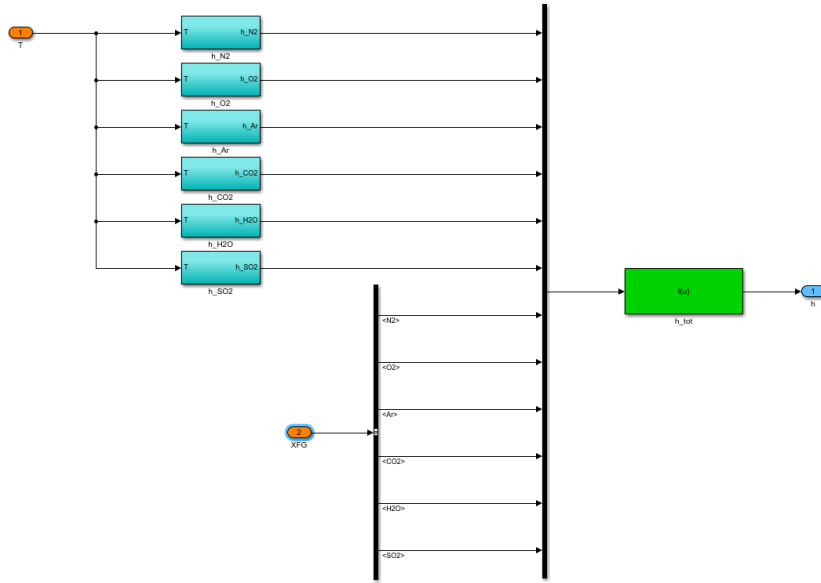 1
T
T h_N2
h_N2
T h_O2
h_O2
T h_Ar
h_Ar
T h_CO2
h_CO2
T h_H2O
h_H2O
T h_SO2
h_SO2
2
XFG
<N2>
<O2>
<Ar>
<CO2>
<H2O>
<SO2>
f(u)
h_tot
1
h